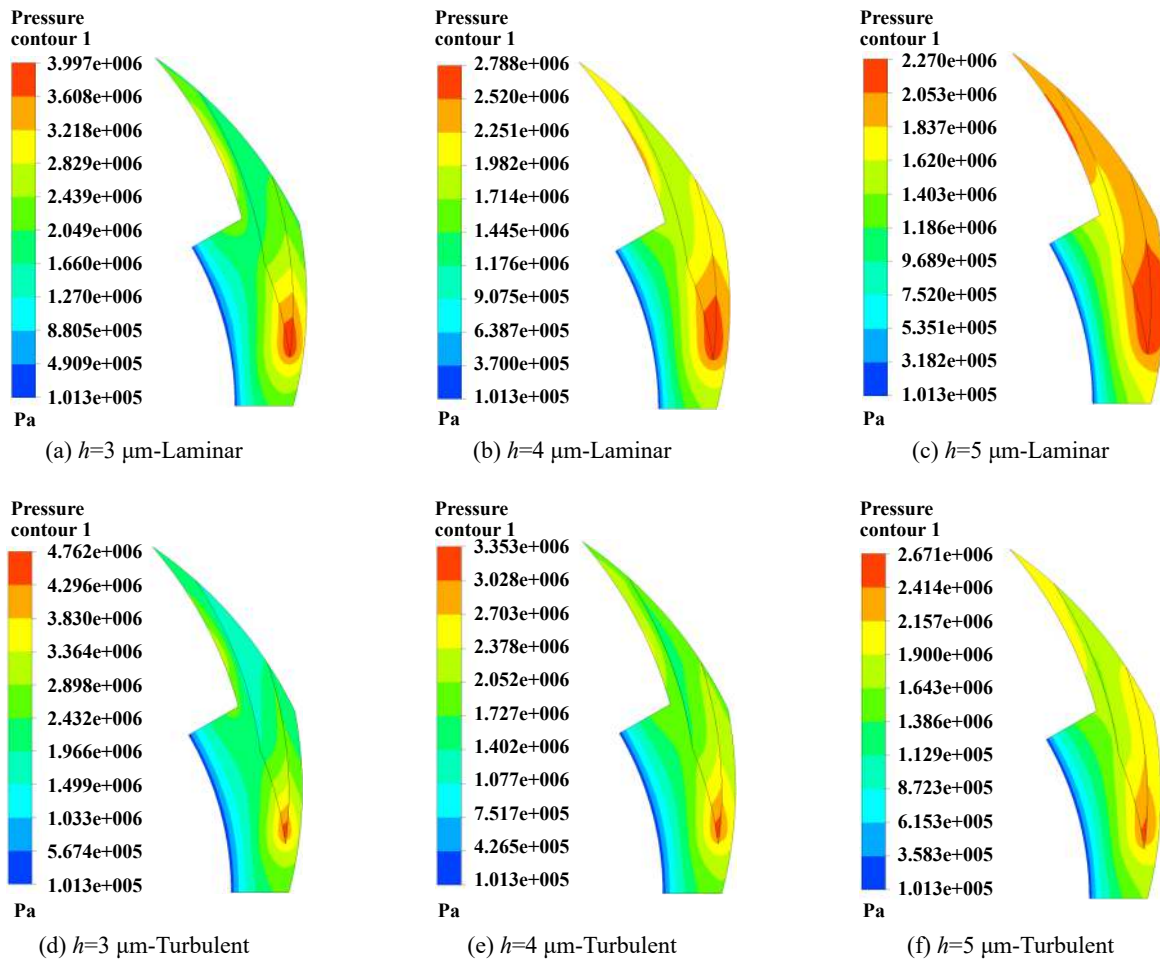 Pressure
contour 1
3.997e+006
3.608e+006
3.218e+006
2.829e+006
2.439e+006
2.049e+006
1.660e+006
1.270e+006
8.805e+005
4.909e+005
1.013e+005
Pa
(a) h=3 μm-Laminar
Pressure
contour 1
2.788e+006
2.520e+006
2.251e+006
1.982e+006
1.714e+006
1.445e+006
1.176e+006
9.075e+005
6.387e+005
3.700e+005
1.013e+005
Pa
(b) h=4 μm-Laminar
Pressure
contour 1
2.270e+006
2.053e+006
1.837e+006
1.620e+006
1.403e+006
1.186e+006
9.689e+005
7.520e+005
5.351e+005
3.182e+005
1.013e+005
Pa
(c) h=5 μm-Laminar
Pressure
contour 1
4.762e+006
4.296e+006
3.830e+006
3.364e+006
2.898e+006
2.432e+006
1.966e+006
1.499e+006
1.033e+006
5.674e+005
1.013e+005
Pa
(d) h=3 μm-Turbulent
Pressure
contour 1
3.353e+006
3.028e+006
2.703e+006
2.378e+006
2.052e+006
1.727e+006
1.402e+006
1.077e+006
7.517e+005
4.265e+005
1.013e+005
Pa
(e) h=4 μm-Turbulent
Pressure
contour 1
2.671e+006
2.414e+006
2.157e+006
1.900e+006
1.643e+006
1.386e+006
1.129e+006
8.723e+005
6.153e+005
3.583e+005
1.013e+005
Pa
(f) h=5 μm-Turbulent